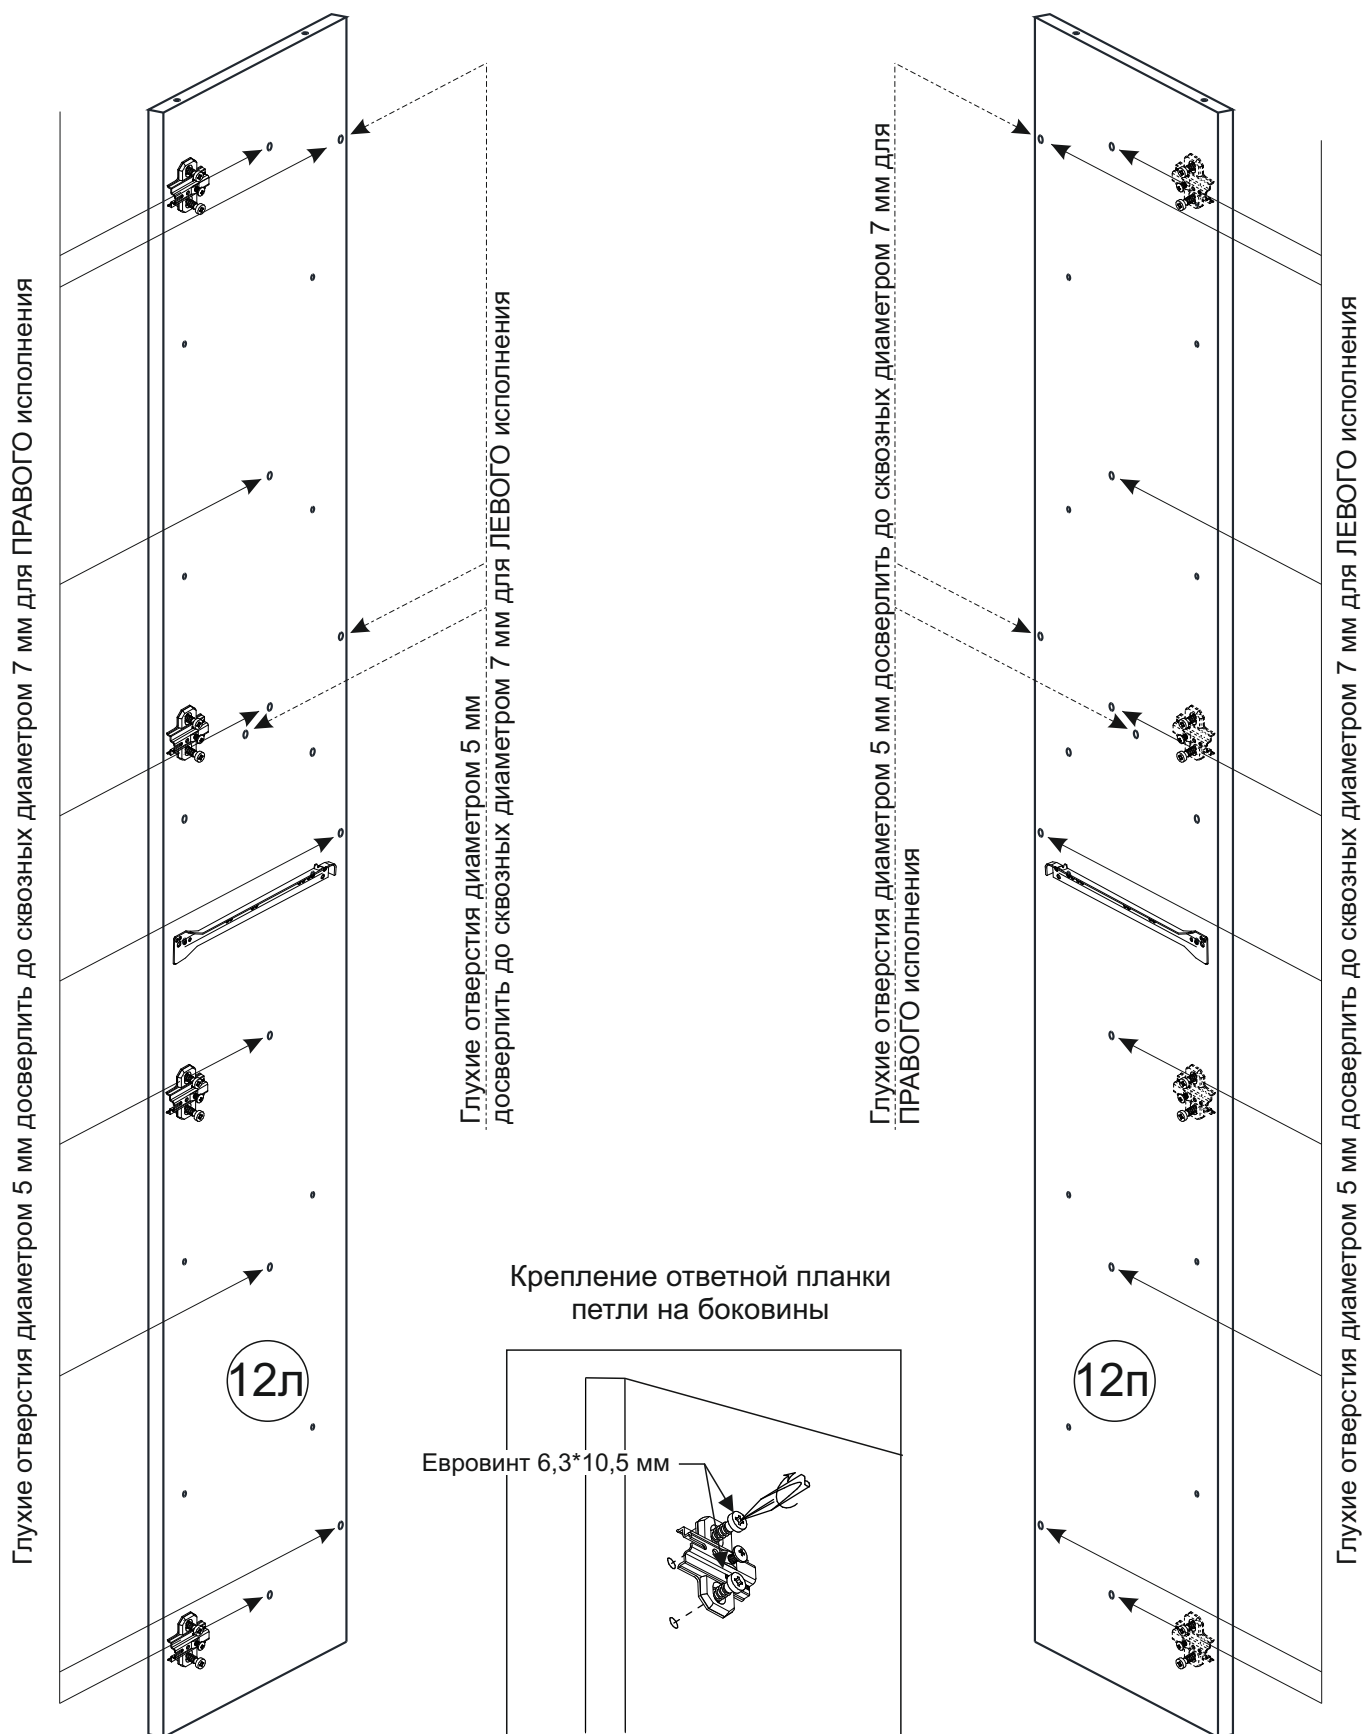 Глухие отверстия диаметром 5 мм досверлить до сквозных диаметром 7 мм для ПРАВОГО исполнения
Глухие отверстия диаметром 5 мм
досверлить до сквозных диаметром 7 мм для ЛЕВОГО исполнения
Глухие отверстия диаметром 5 мм досверлить до сквозных диаметром 7 мм для
ПРАВОГО исполнения
Глухие отверстия диаметром 5 мм досверлить до сквозных диаметром 7 мм для ЛЕВОГО исполнения
12л
12п
Крепление ответной планки
петли на боковины
Евровинт 6,3*10,5 мм